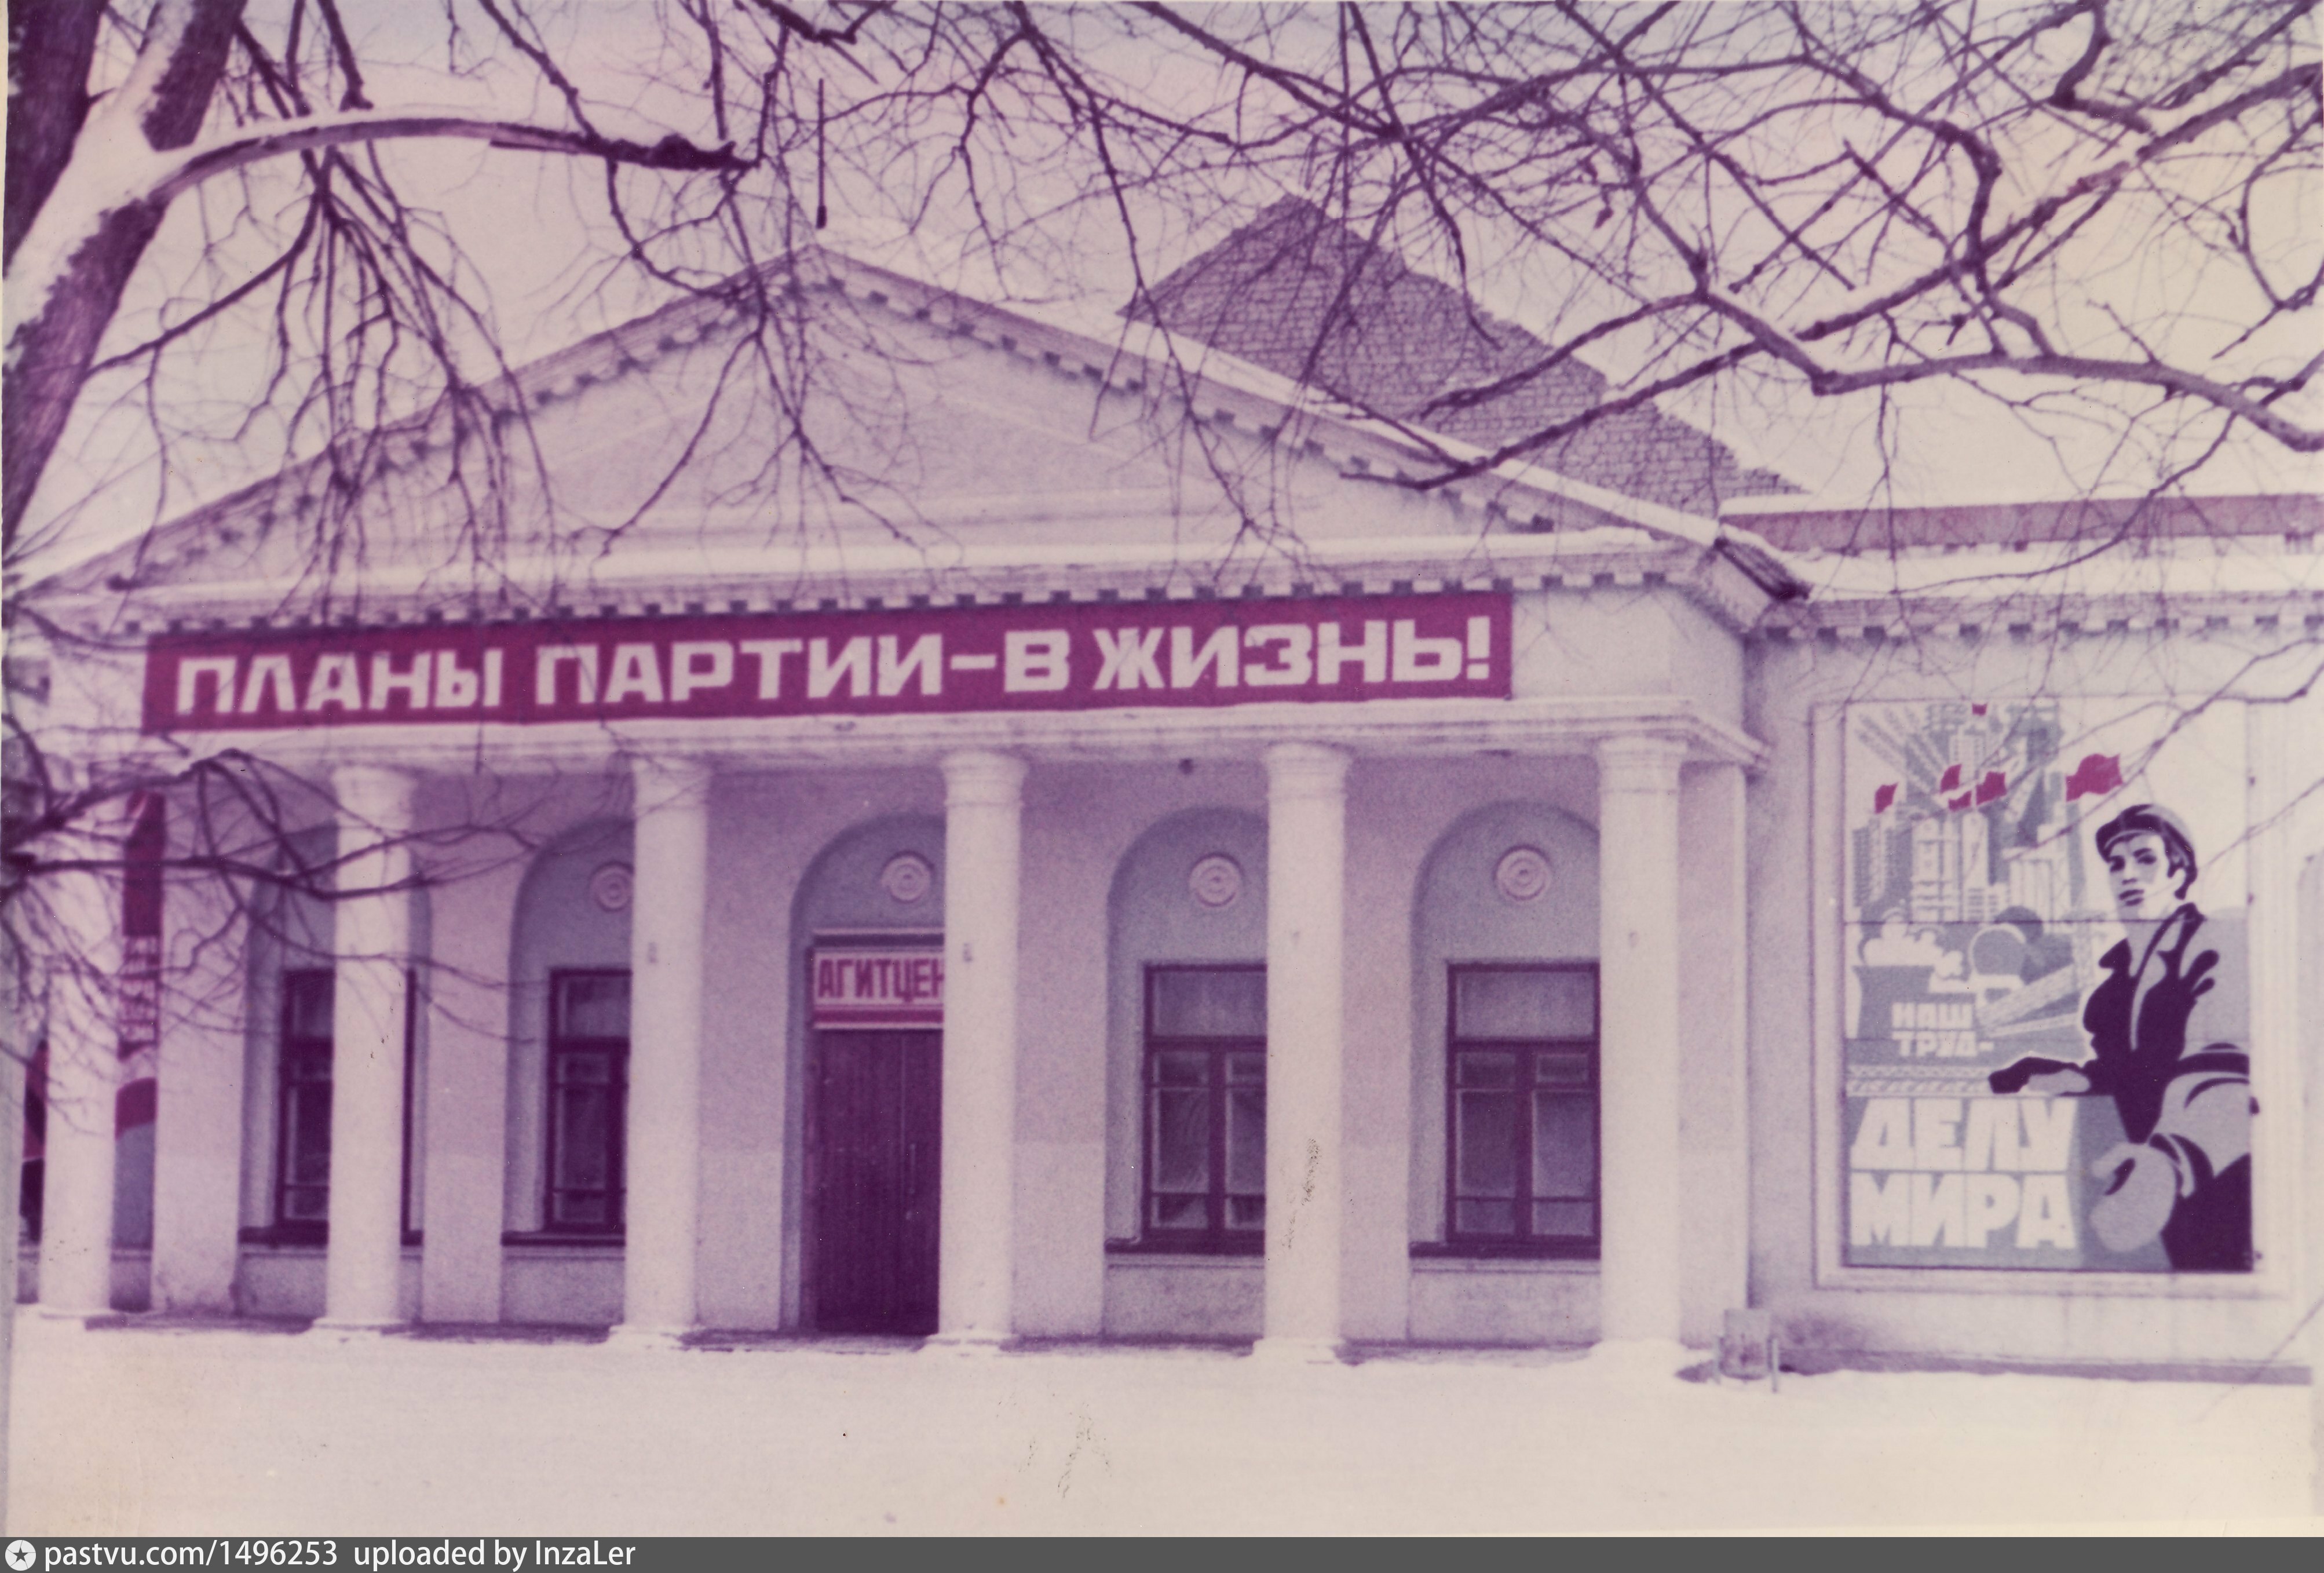 ПЛАНЫ ПАРТИИ-В ЖИЗНЬ!
АГИТЦЕН
НАШ
ТРУД-
ДЕЛУ
МИРА
pastvu.com/1496253 uploaded by InzaLer